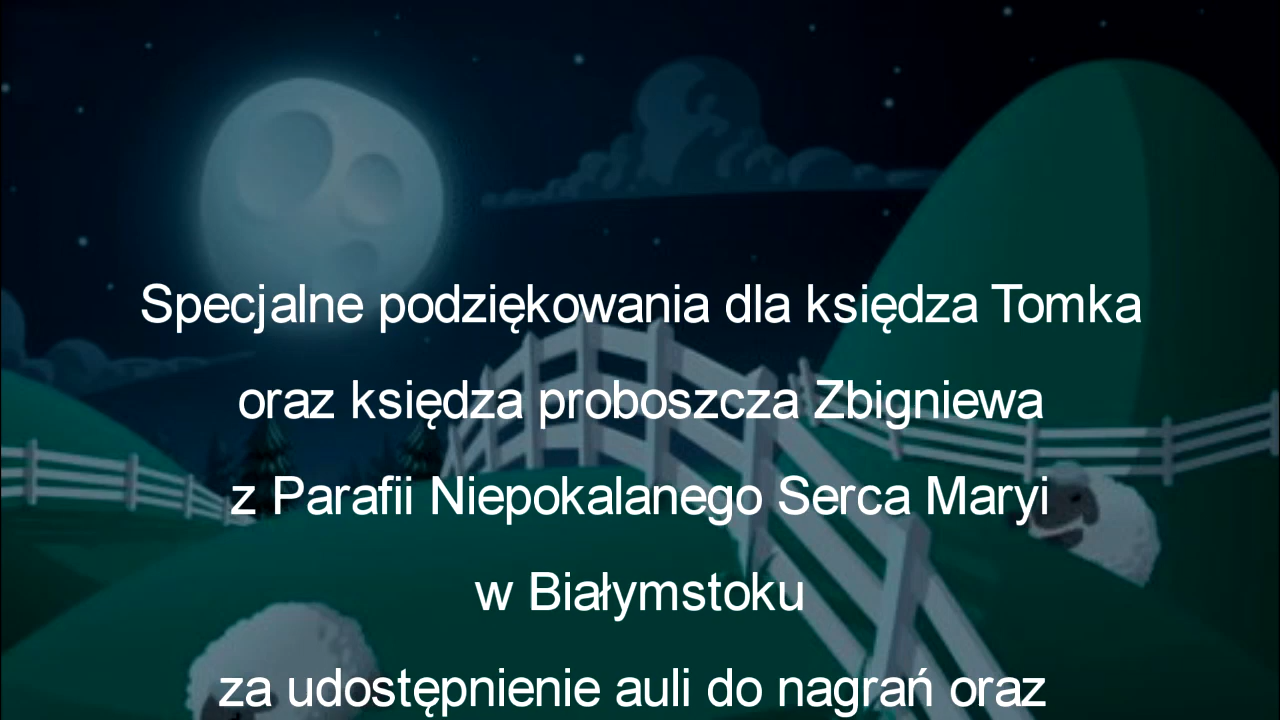 Specjalne podziękowania dla księdza Tomka
oraz księdza proboszcza Zbigniewa
z Parafii Niepokalanego Serca Maryi
w Białymstoku
za udostępnienie auli do nagrań oraz